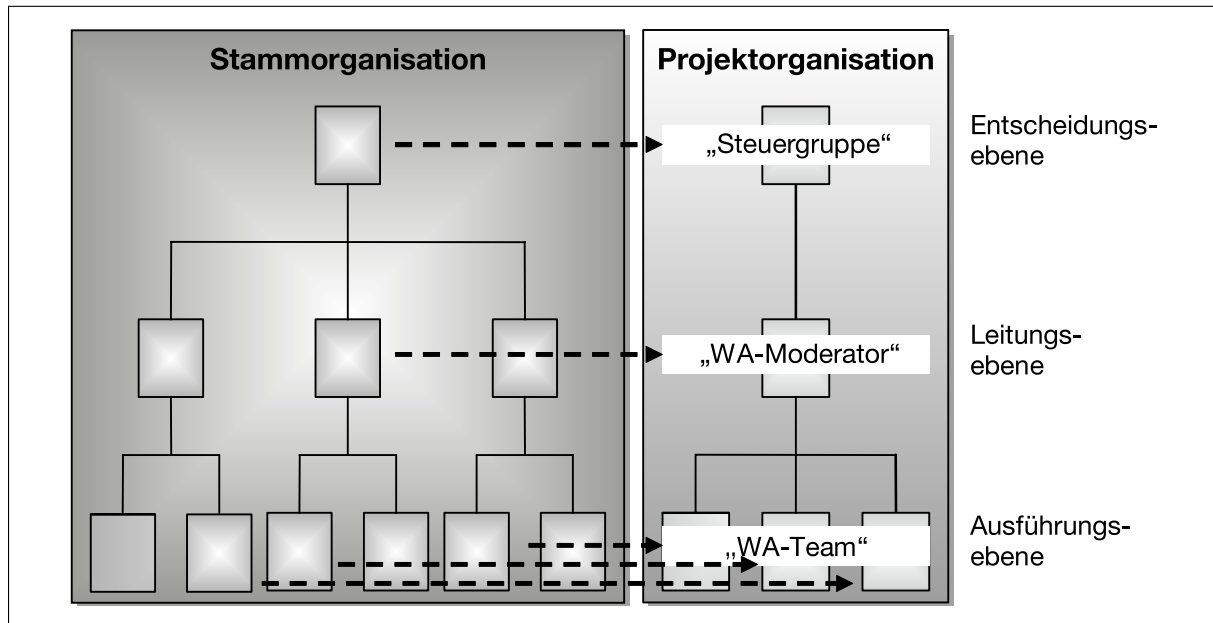 Stammorganisation
Projektorganisation
„Steuergruppe“
Entscheidungs-
ebene
„WA-Moderator“
Leitungs-
ebene
„WA-Team“
Ausführungs-
ebene